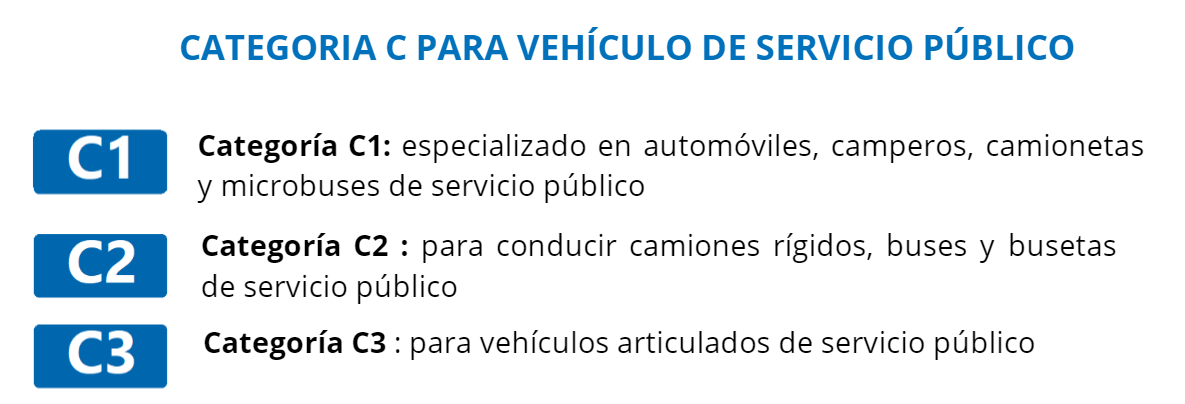 CATEGORIA C PARA VEHÍCULO DE SERVICIO PÚBLICO
C1
Categoría C1: especializado en automóviles, camperos, camionetas
y microbuses de servicio público
C2
Categoría C2 : para conducir camiones rígidos, buses y busetas
de servicio público
C3
Categoría C3 : para vehículos articulados de servicio público